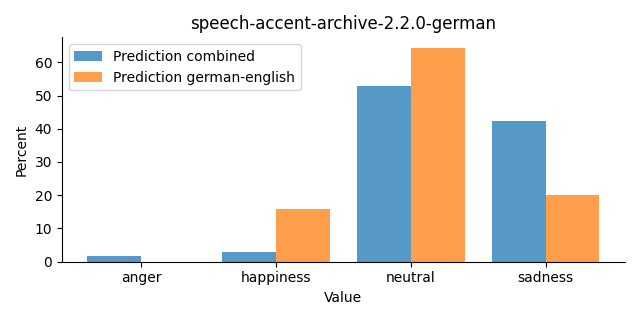 speech-accent-archive-2.2.0-german
Prediction combined
Prediction german-english
Percent
60
50
40
30
20
10
0
anger happiness neutral sadness
Value